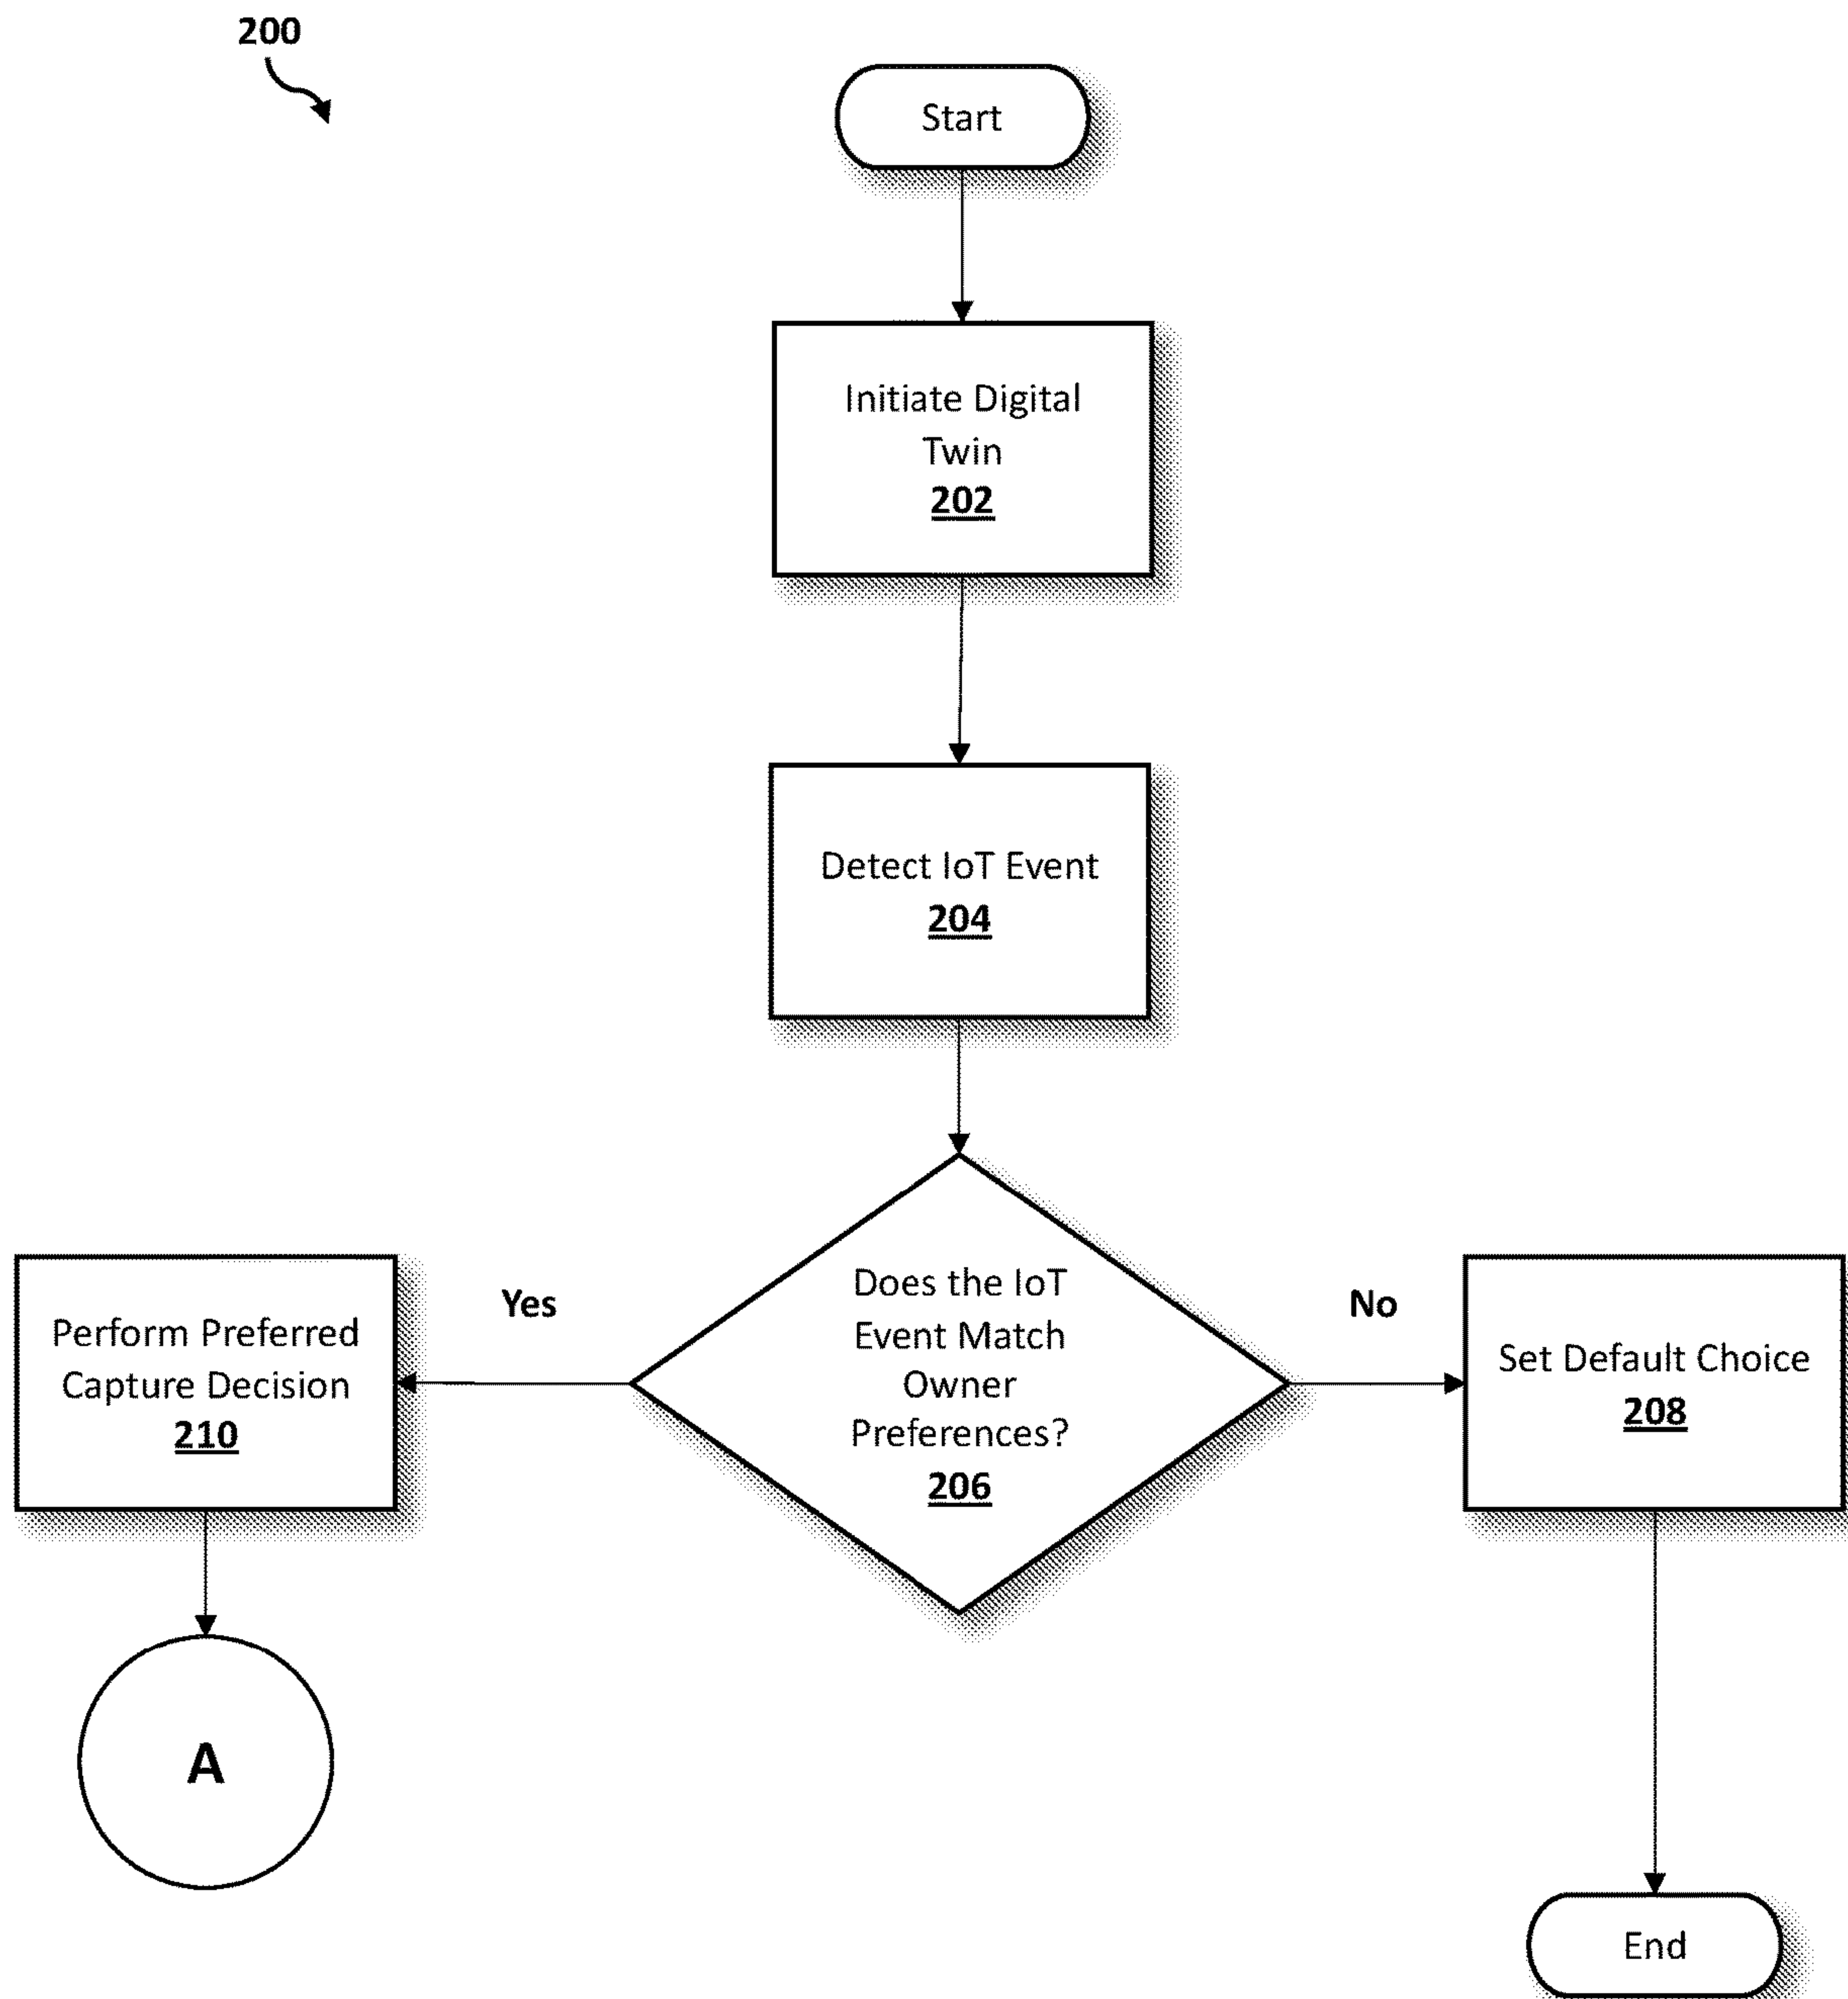 200
Start
Initiate Digital
Twin
202
Detect IoT Event
204
Does the IoT
Event Match
Owner
Preferences?
206
Yes
No
Perform Preferred
Capture Decision
210
Set Default Choice
208
A
End